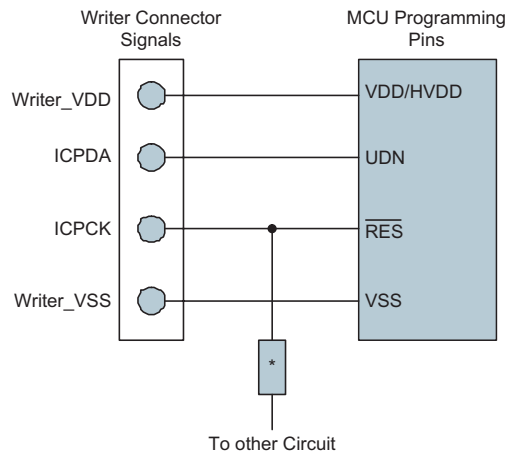 Writer Connector
Signals
MCU Programming
Pins
Writer_VDD
VDD/HVDD
ICPDA
UDN
ICPCK
RES
Writer_VSS
VSS
*
To other Circuit